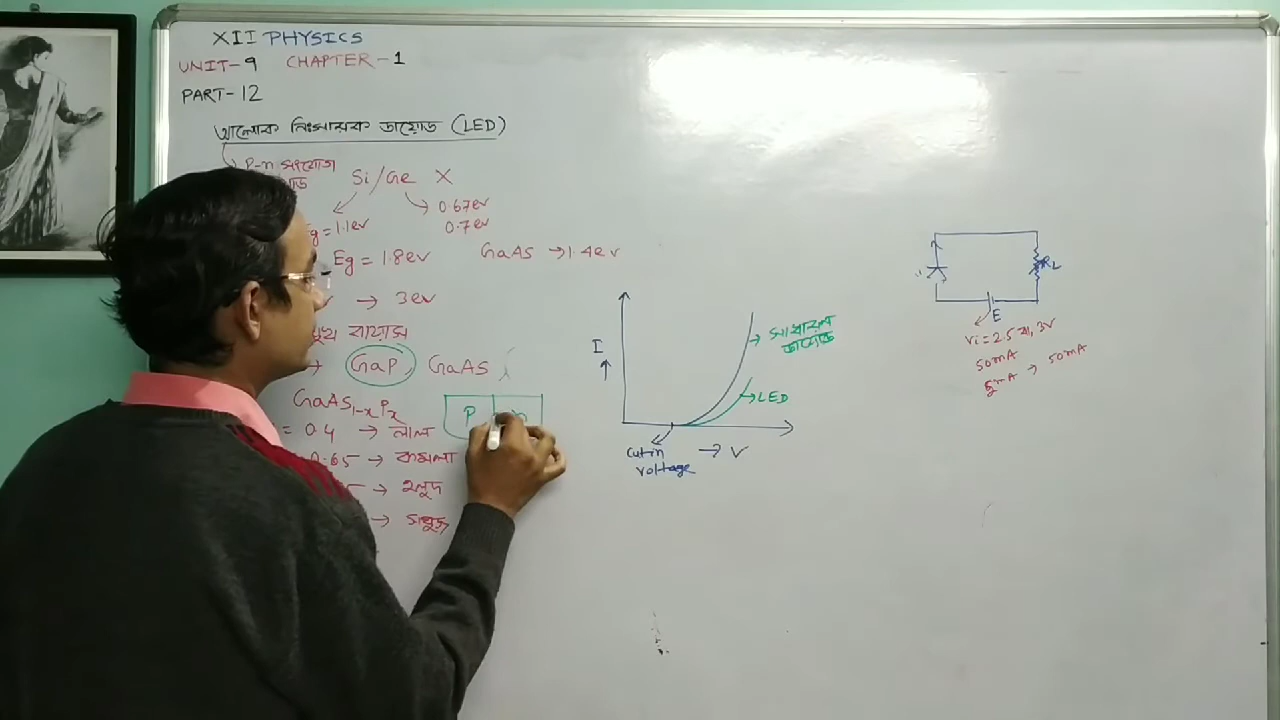 XII PHYSICS
UNIT-9 CHAPTER-1
PART-12
আলোক নিঃসারক ডায়োড (LED)
P-n সংযোগ
Si/Ge X
0.67ev
Eg=1.1ev 0.7ev
Eg = 1.8ev GaAs →1.4ev
→ 3ev
বায়াস
→ GaP, GaAs
GaAs1-xPx
= 0.4 → লাল
0.65 → কমলা
→ হলুদ
→ সবুজ
P n
I
সাধারণ
ডায়োড
LED
Cut in
voltage
→ V
RL
E
Vi = 2.5 বা, 3V
50mA
5mA → 50mA